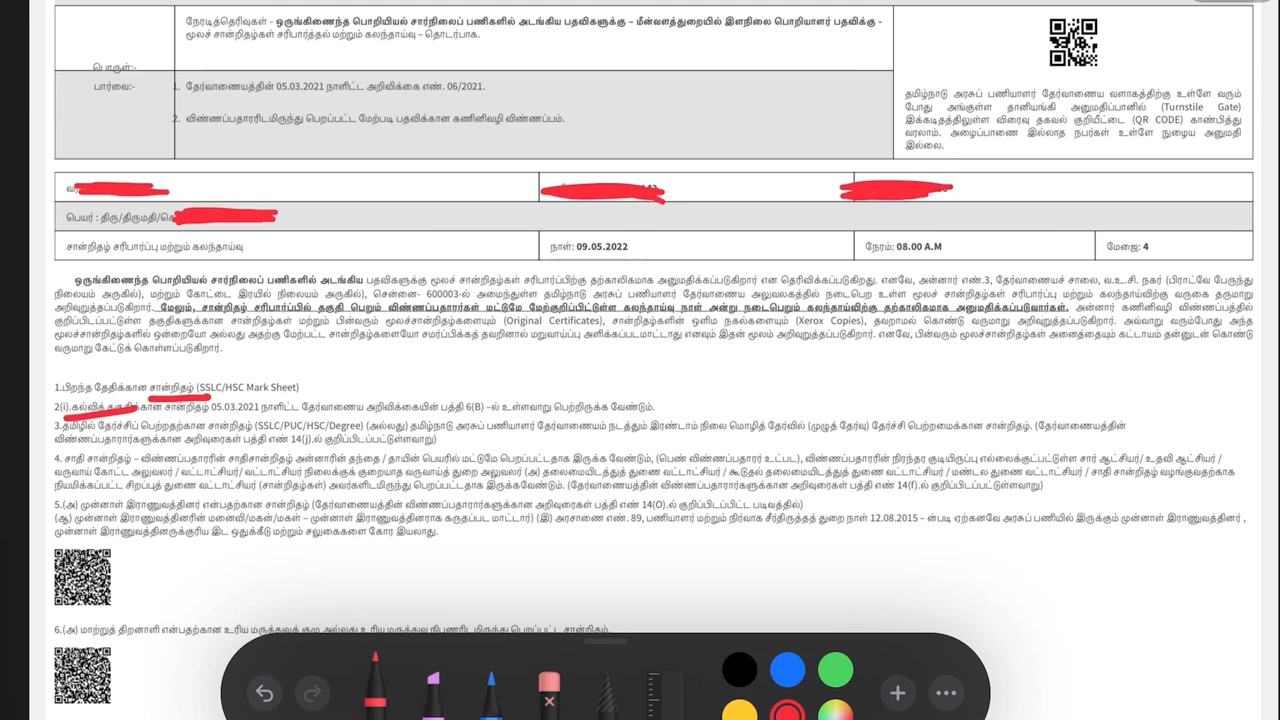 நேரடித்தெரிவுகள் - ஒருங்கிணைந்த பொறியியல் சார்நிலைப் பணிகளில் அடங்கிய பதவிகளுக்கு – மீன்வளத்துறையில் இளநிலை பொறியாளர் பதவிக்கு -
மூலச் சான்றிதழ்கள் சரிபார்த்தல் மற்றும் கலந்தாய்வு – தொடர்பாக.
பொருள்:-
பார்வை:-
1. தேர்வாணையத்தின் 05.03.2021 நாளிட்ட அறிவிக்கை எண். 06/2021.
2. விண்ணப்பதாரரிடமிருந்து பெறப்பட்ட மேற்படி பதவிக்கான கணினிவழி விண்ணப்பம்.
தமிழ்நாடு அரசுப் பணியாளர் தேர்வாணைய வளாகத்திற்கு உள்ளே வரும்
போது அங்குள்ள தானியங்கி அனுமதிப்பானில் (Turnstile Gate)
இக்கடிதத்திலுள்ள விரைவு தகவல் குறியீட்டை (QR CODE) காண்பித்து
வரலாம். அழைப்பாணை இல்லாத நபர்கள் உள்ளே நுழைய அனுமதி
இல்லை.
பெயர் : திரு/திருமதி/செ
சான்றிதழ் சரிபார்ப்பு மற்றும் கலந்தாய்வு
நாள்: 09.05.2022
நேரம்: 08.00 A.M
மேஜை: 4
ஒருங்கிணைந்த பொறியியல் சார்நிலைப் பணிகளில் அடங்கிய பதவிகளுக்கு மூலச் சான்றிதழ்கள் சரிபார்ப்பிற்கு தற்காலிகமாக அனுமதிக்கப்படுகிறார் என தெரிவிக்கப்படுகிறது. எனவே, அன்னார் எண்.3, தேர்வாணையச் சாலை, வ.உ.சி. நகர் (பிராட்வே பேருந்து
நிலையம் அருகில்), மற்றும் கோட்டை இரயில் நிலையம் அருகில்), சென்னை- 600003-ல் அமைந்துள்ள தமிழ்நாடு அரசுப் பணியாளர் தேர்வாணைய அலுவலகத்தில் நடைபெற உள்ள மூலச் சான்றிதழ்கள் சரிபார்ப்பு மற்றும் கலந்தாய்விற்கு வருகை தருமாறு
அறிவுறுத்தப்படுகிறார். மேலும், சான்றிதழ் சரிபார்ப்பில் தகுதி பெறும் விண்ணப்பதாரர்கள் மட்டுமே மேற்குறிப்பிட்டுள்ள கலந்தாய்வு நாள் அன்று நடைபெறும் கலந்தாய்விற்கு தற்காலிகமாக அனுமதிக்கப்படுவார்கள். அன்னார் கணினிவழி விண்ணப்பத்தில்
குறிப்பிடப்பட்டுள்ள தகுதிகளுக்கான சான்றிதழ்கள் மற்றும் பின்வரும் மூலச்சான்றிதழ்களையும் (Original Certificates), சான்றிதழ்களின் ஒளிம நகல்களையும் (Xerox Copies), தவறாமல் கொண்டு வருமாறு அறிவுறுத்தப்படுகிறார். அவ்வாறு வரும்போது அந்த
மூலச்சான்றிதழ்களில் ஒன்றையோ அல்லது அதற்கு மேற்பட்ட சான்றிதழ்களையோ சமர்ப்பிக்கத் தவறினால் மறுவாய்ப்பு அளிக்கப்படமாட்டாது எனவும் இதன் மூலம் அறிவுறுத்தப்படுகிறார். எனவே, பின்வரும் மூலச்சான்றிதழ்கள் அனைத்தையும் கட்டாயம் தன்னுடன் கொண்டு
வருமாறு கேட்டுக் கொள்ளப்படுகிறார்.
1.பிறந்த தேதிக்கான சான்றிதழ் (SSLC/HSC Mark Sheet)
2(i).கல்வித் தகுதிக்கான சான்றிதழ் 05.03.2021 நாளிட்ட தேர்வாணைய அறிவிக்கையின் பத்தி 6(B) –ல் உள்ளவாறு பெற்றிருக்க வேண்டும்.
3.தமிழில் தேர்ச்சிப் பெற்றதற்கான சான்றிதழ் (SSLC/PUC/HSC/Degree) (அல்லது) தமிழ்நாடு அரசுப் பணியாளர் தேர்வாணையம் நடத்தும் இரண்டாம் நிலை மொழித் தேர்வில் (முழுத் தேர்வு) தேர்ச்சி பெற்றமைக்கான சான்றிதழ். (தேர்வாணையத்தின்
விண்ணப்பதாரார்களுக்கான அறிவுரைகள் பத்தி எண் 14(j).ல் குறிப்பிடப்பட்டுள்ளவாறு)
4. சாதி சான்றிதழ் – விண்ணப்பதாரரின் சாதிசான்றிதழ் அன்னாரின் தந்தை / தாயின் பெயரில் மட்டுமே பெறப்பட்டதாக இருக்க வேண்டும், (பெண் விண்ணப்பதாரர் உட்பட), விண்ணப்பதாரரின் நிரந்தர குடியிருப்பு எல்லைக்குட்பட்டுள்ள சார் ஆட்சியர்/ உதவி ஆட்சியர் /
வருவாய் கோட்ட அலுவலர் / வட்டாட்சியர்/ வட்டாட்சியர் நிலைக்குக் குறையாத வருவாய்த் துறை அலுவலர் (அ) தலைமையிடத்துத் துணை வட்டாட்சியர் / கூடுதல் தலைமையிடத்துத் துணை வட்டாட்சியர் / மண்டல துணை வட்டாட்சியர் / சாதி சான்றிதழ் வழங்குவதற்காக
நியமிக்கப்பட்ட சிறப்புத் துணை வட்டாட்சியர் (சான்றிதழ்கள்) அவர்களிடமிருந்து பெறப்பட்டதாக இருக்கவேண்டும். (தேர்வாணையத்தின் விண்ணப்பதாரர்களுக்கான அறிவுரைகள் பத்தி எண் 14(f).ல் குறிப்பிடப்பட்டுள்ளவாறு)
5.(அ) முன்னாள் இராணுவத்தினர் என்பதற்கான சான்றிதழ் (தேர்வாணையத்தின் விண்ணப்பதாரர்களுக்கான அறிவுரைகள் பத்தி எண் 14(O).ல் குறிப்பிடப்பிட்ட படிவத்தில்)
(ஆ) முன்னாள் இராணுவத்தினரின் மனைவி/மகன்/மகள் – முன்னாள் இராணுவத்தினராக கருதப்பட மாட்டார்) (இ) அரசாணை எண். 89, பணியாளர் மற்றும் நிர்வாக சீர்திருத்தத் துறை நாள் 12.08.2015 – ன்படி ஏற்கனவே அரசுப் பணியில் இருக்கும் முன்னாள் இராணுவத்தினர் ,
முன்னாள் இராணுவத்தினருக்குரிய இட ஒதுக்கீடு மற்றும் சலுகைகளை கோர இயலாது.
6.(அ) மாற்றுத் திறனாளி என்பதற்கான உரிய மருத்துவக் குழு அல்லது உரிய மருத்துவ நிபுணரிடமிருந்து பெறப்பட்ட சான்றிதழ்.